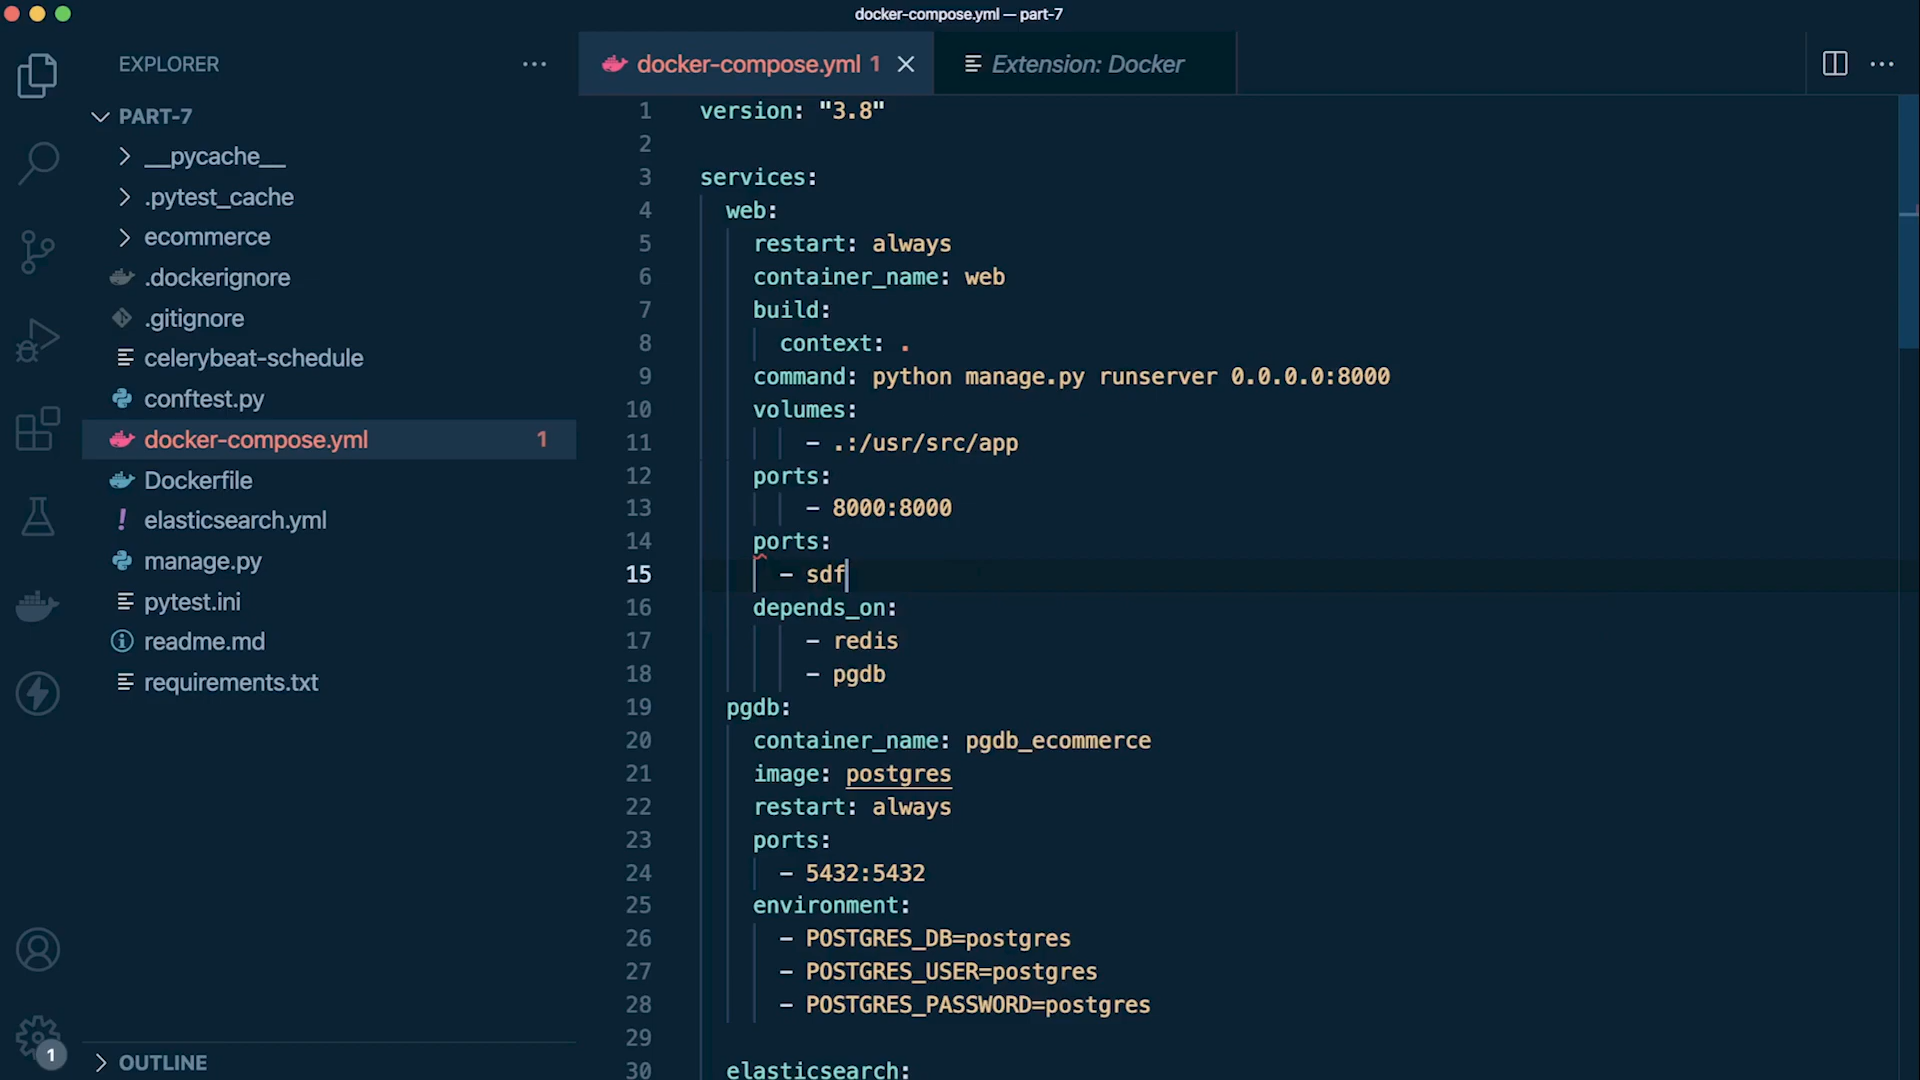 docker-compose.yml — part-7
EXPLORER
PART-7
__pycache__
.pytest_cache
ecommerce
.dockerignore
.gitignore
celerybeat-schedule
conftest.py
docker-compose.yml 1
Dockerfile
elasticsearch.yml
manage.py
pytest.ini
readme.md
requirements.txt
OUTLINE
1
docker-compose.yml 1
Extension: Docker
1 version: "3.8"
2
3 services:
4 web:
5 restart: always
6 container_name: web
7 build:
8 context: .
9 command: python manage.py runserver 0.0.0.0:8000
10 volumes:
11 - .:/usr/src/app
12 ports:
13 - 8000:8000
14 ports:
15 - sdf
16 depends_on:
17 - redis
18 - pgdb
19 pgdb:
20 container_name: pgdb_ecommerce
21 image: postgres
22 restart: always
23 ports:
24 - 5432:5432
25 environment:
26 - POSTGRES_DB=postgres
27 - POSTGRES_USER=postgres
28 - POSTGRES_PASSWORD=postgres
29
30 elasticsearch: